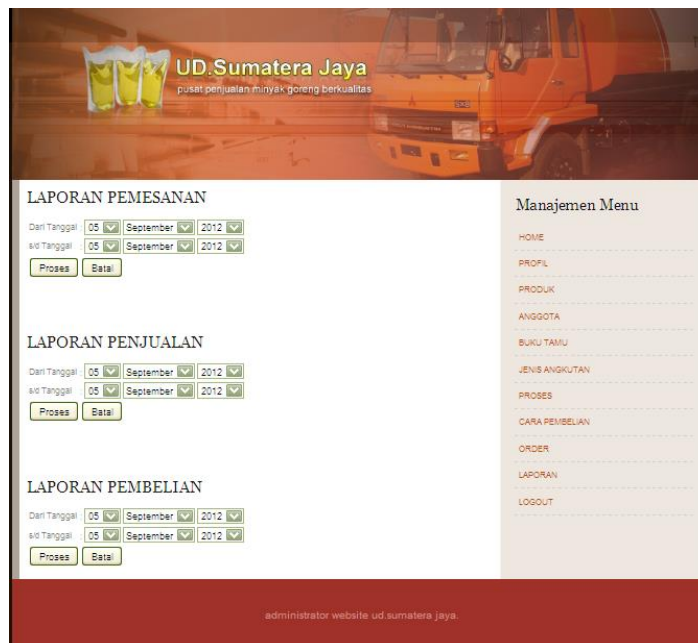 UD.Sumatera Jaya
pusat penjualan minyak goreng berkualitas
LAPORAN PEMESANAN
Dari Tanggal : 05 September 2012
s/d Tanggal : 05 September 2012
Proses Batal
LAPORAN PENJUALAN
Dari Tanggal : 05 September 2012
s/d Tanggal : 05 September 2012
Proses Batal
LAPORAN PEMBELIAN
Dari Tanggal : 05 September 2012
s/d Tanggal : 05 September 2012
Proses Batal
Manajemen Menu
HOME
PROFIL
PRODUK
ANGGOTA
BUKU TAMU
JENIS ANGKUTAN
PROSES
CARA PEMBELIAN
ORDER
LAPORAN
LOGOUT
administrator website ud.sumatera jaya.